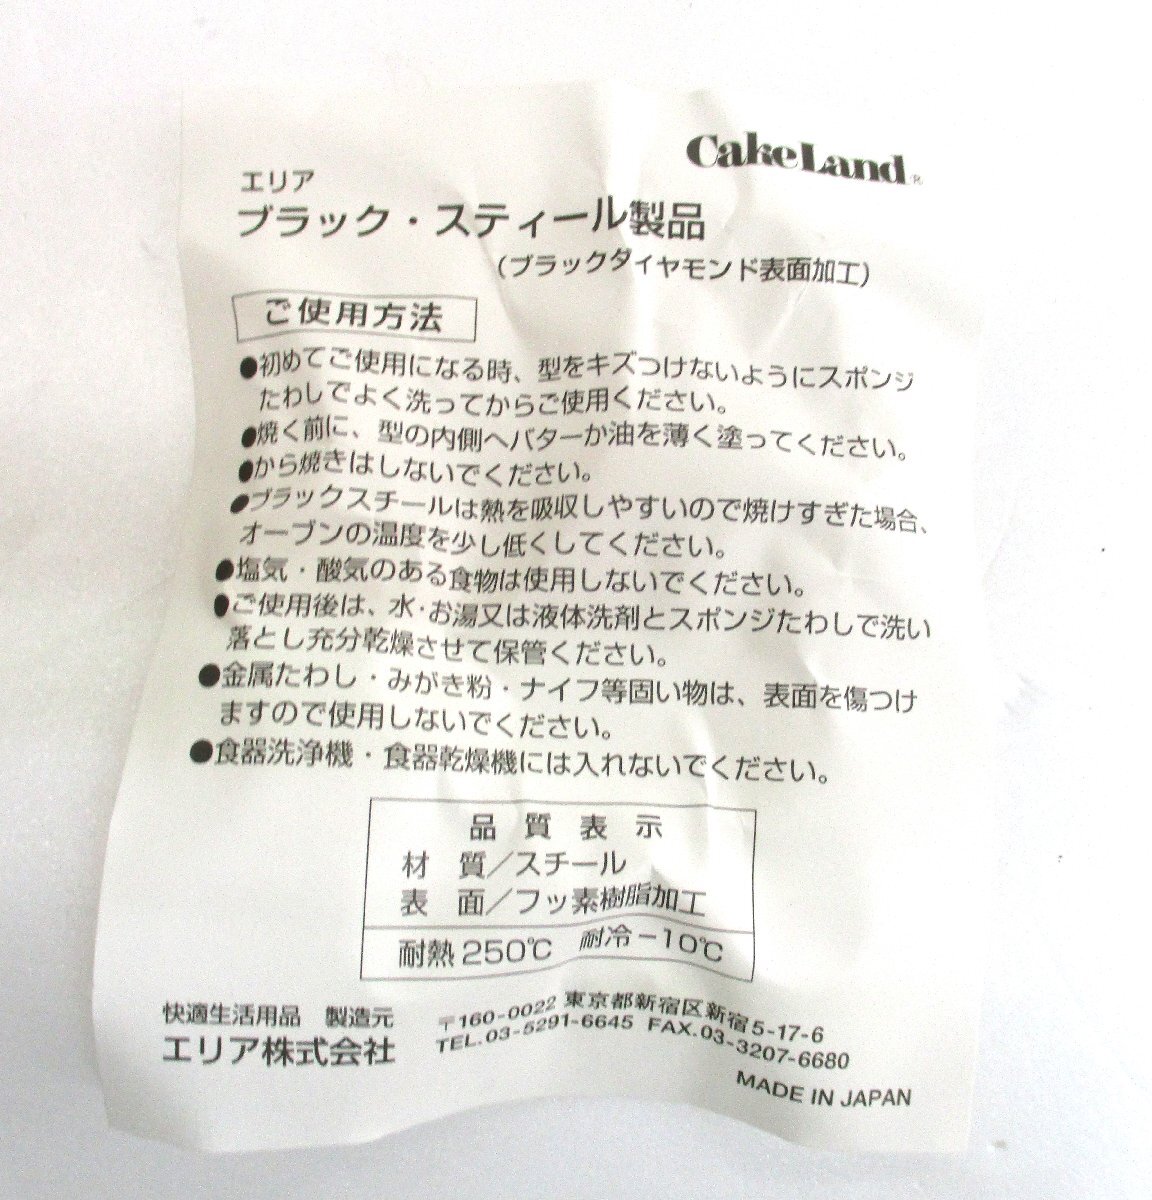 CakeLand®
エリア
ブラック・スティール製品
(ブラックダイヤモンド表面加工)
ご使用方法
●初めてご使用になる時、型をキズつけないようにスポンジ
たわしでよく洗ってからご使用ください。
●焼く前に、型の内側へバターか油を薄く塗ってください。
●から焼きはしないでください。
●ブラックスチールは熱を吸収しやすいので焼けすぎた場合、
オーブンの温度を少し低くしてください。
●塩気・酸気のある食物は使用しないでください。
●ご使用後は、水・お湯又は液体洗剤とスポンジたわしで洗い
落とし充分乾燥させて保管ください。
●金属たわし・みがき粉・ナイフ等固い物は、表面を傷つけ
ますので使用しないでください。
●食器洗浄機・食器乾燥機には入れないでください。
品質表示
材 質/スチール
表 面/フッ素樹脂加工
耐熱250℃ 耐冷-10℃
快適生活用品 製造元
エリア株式会社
〒160-0022 東京都新宿区新宿5-17-6
TEL.03-5291-6645 FAX.03-3207-6680
MADE IN JAPAN